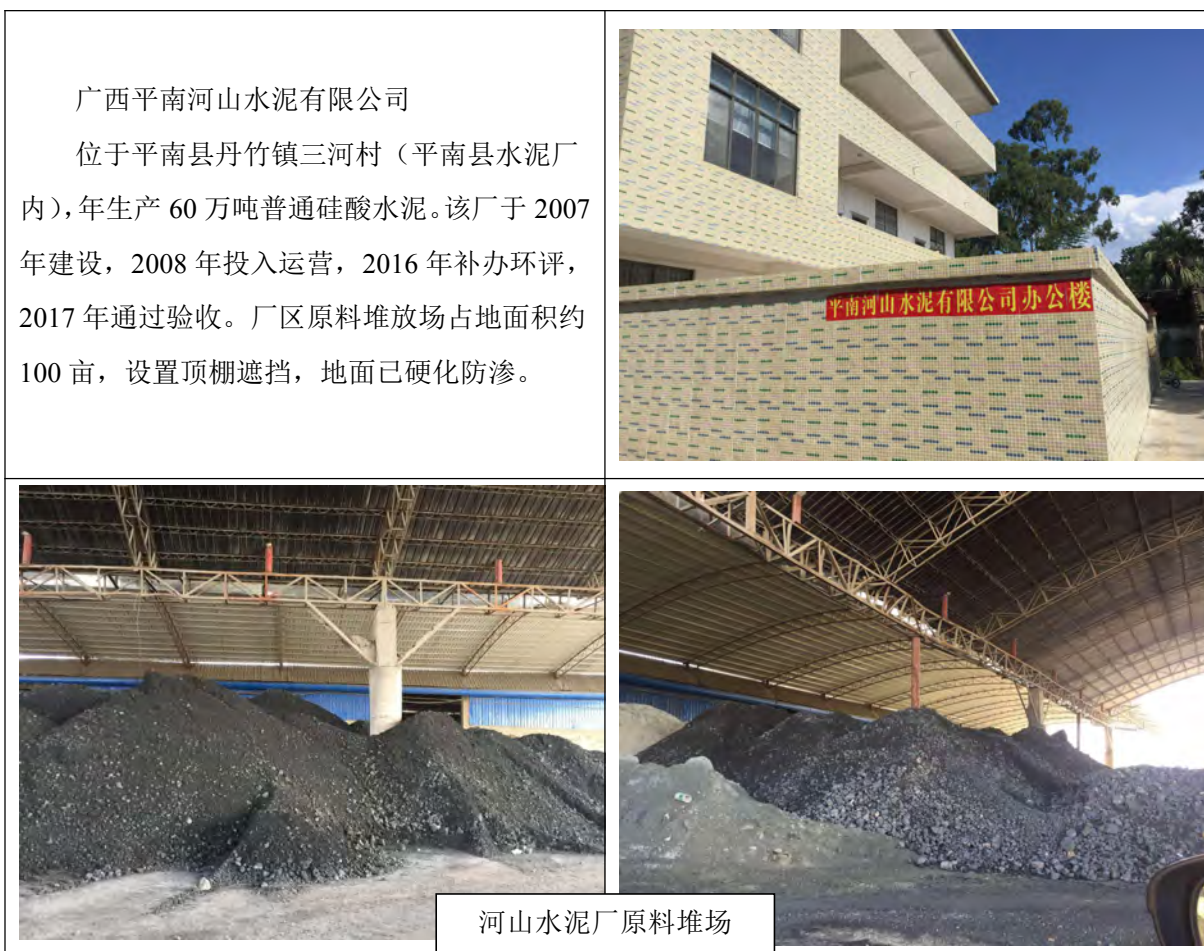 广西平南河山水泥有限公司
位于平南县丹竹镇三河村（平南县水泥厂
内），年生产 60 万吨普通硅酸水泥。该厂于 2007
年建设，2008 年投入运营，2016 年补办环评，
2017 年通过验收。厂区原料堆放场占地面积约
100 亩，设置顶棚遮挡，地面已硬化防渗。
平南河山水泥有限公司办公楼
河山水泥厂原料堆场